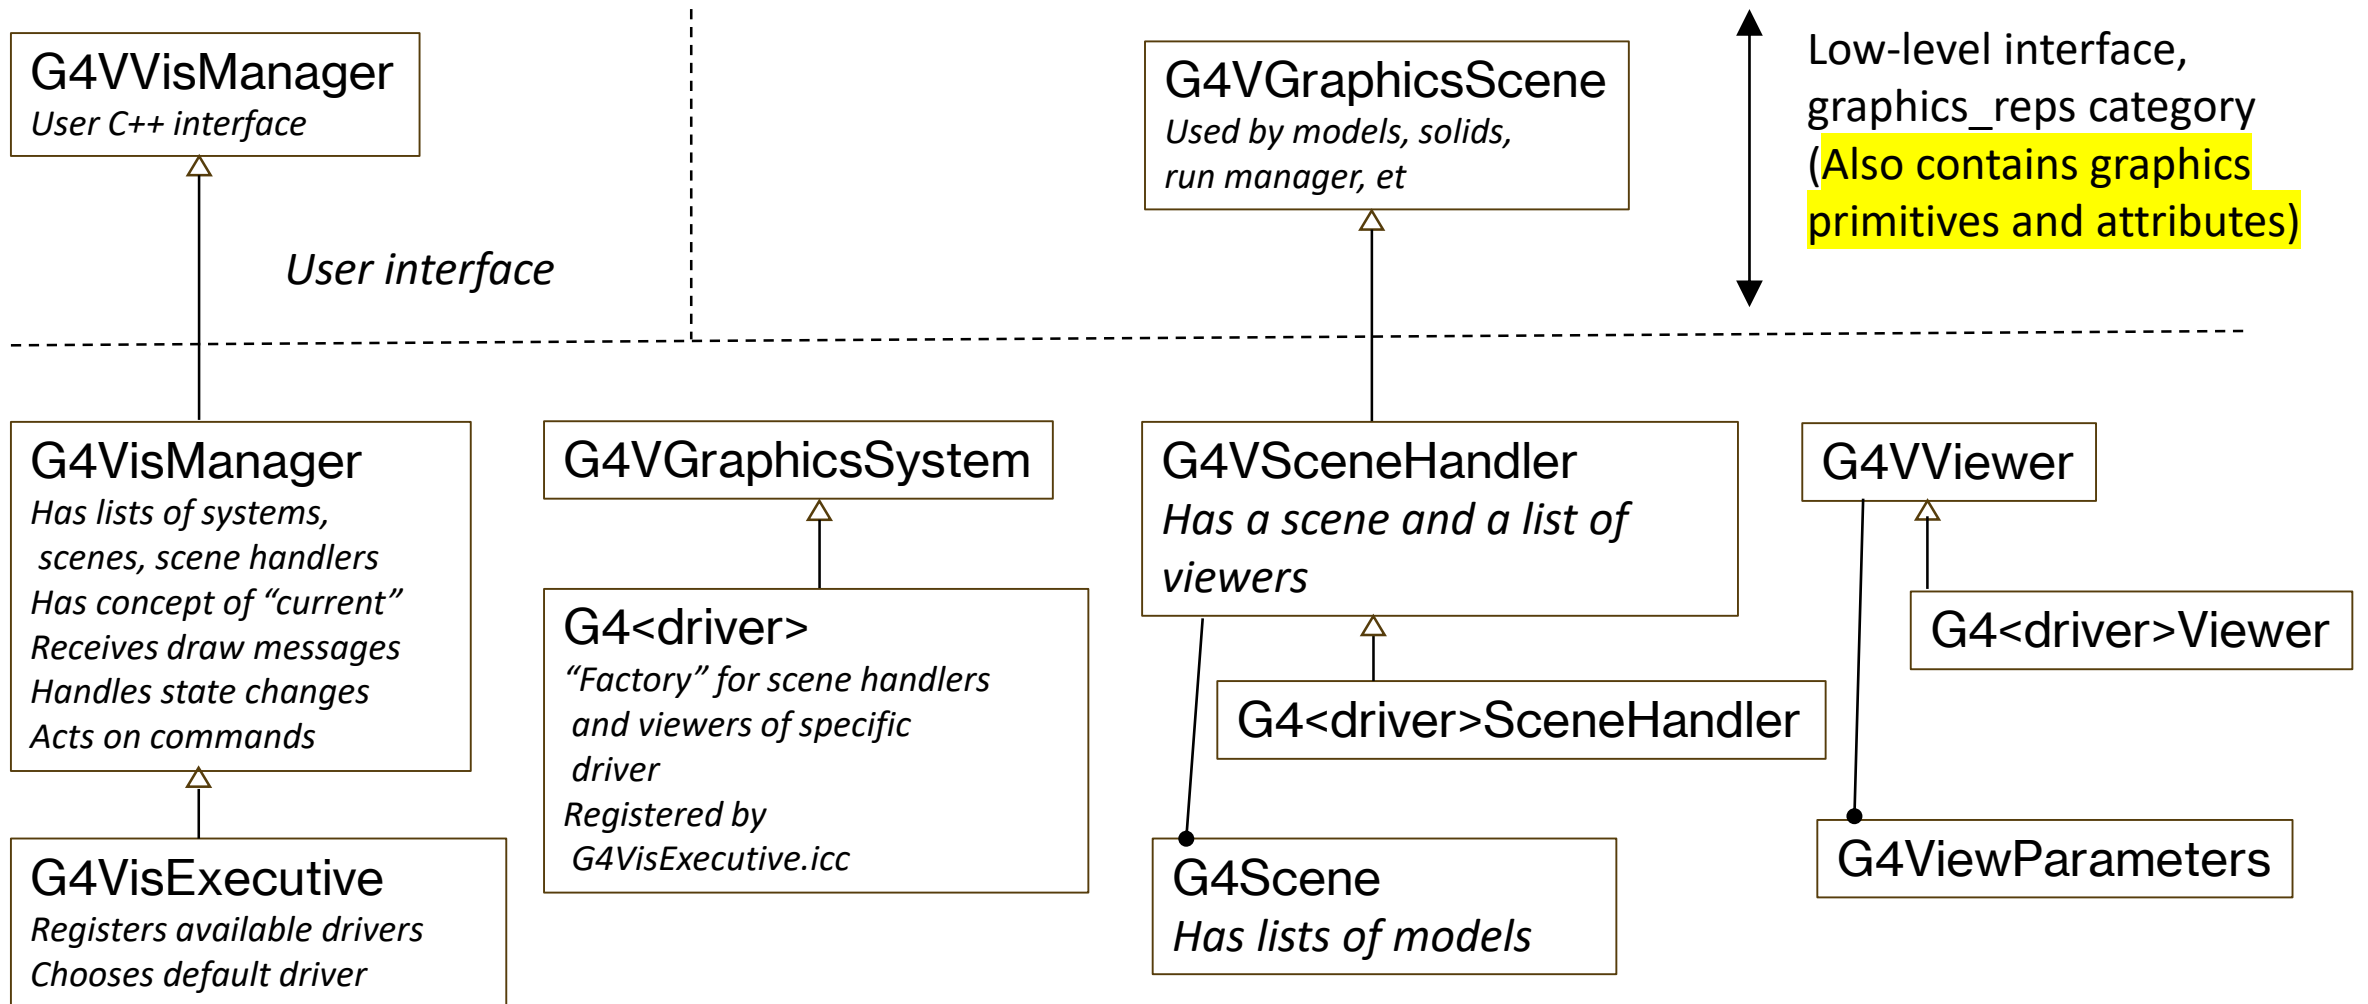 G4VVisManager
User C++ interface
User interface
G4VGraphicsScene
Used by models, solids,
run manager, et
Low-level interface,
graphics_reps category
(Also contains graphics
primitives and attributes)
G4VisManager
Has lists of systems,
scenes, scene handlers
Has concept of “current”
Receives draw messages
Handles state changes
Acts on commands
G4VisExecutive
Registers available drivers
Chooses default driver
G4VGraphicsSystem
G4<driver>
“Factory” for scene handlers
and viewers of specific
driver
Registered by
G4VisExecutive.icc
G4VSceneHandler
Has a scene and a list of
viewers
G4<driver>SceneHandler
G4Scene
Has lists of models
G4VViewer
G4<driver>Viewer
G4ViewParameters